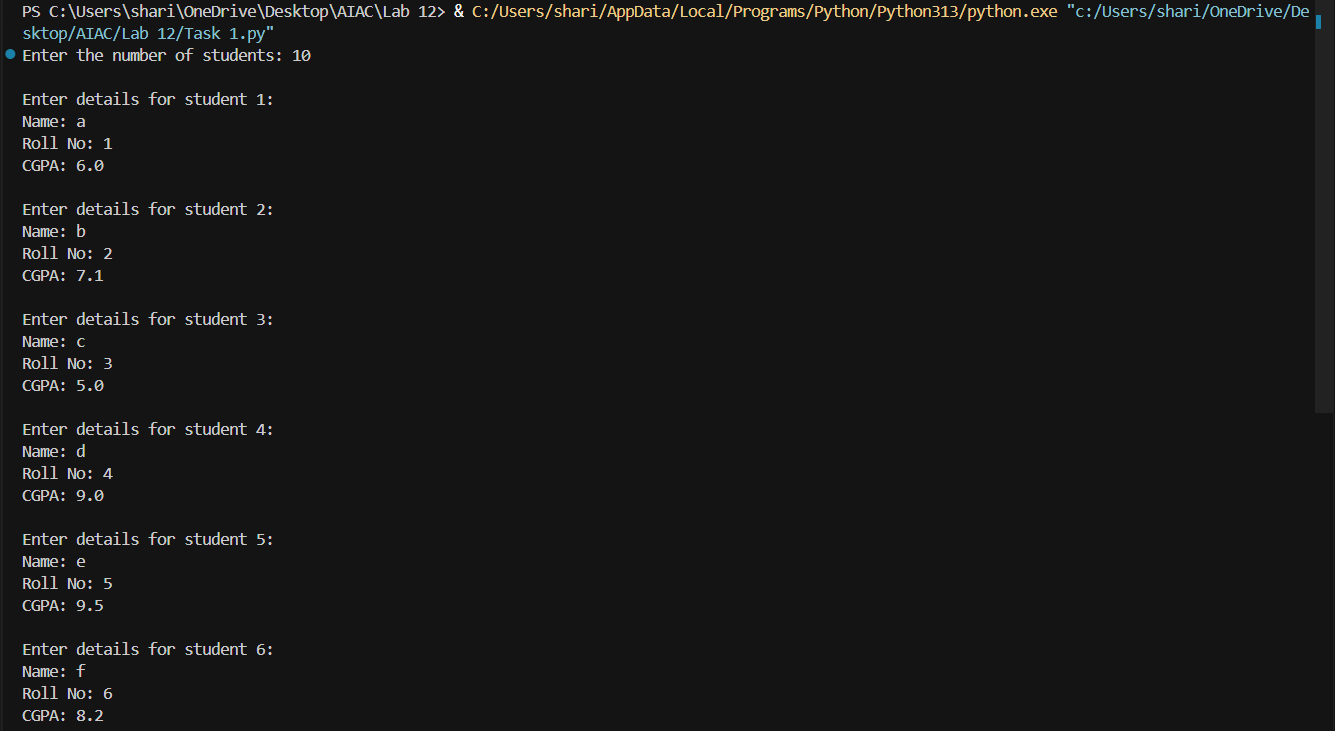 PS C:\Users\shari\OneDrive\Desktop\AIAC\Lab 12> & C:/Users/shari/AppData/Local/Programs/Python/Python313/python.exe "c:/Users/shari/OneDrive/De
sktop/AIAC/Lab 12/Task 1.py"
Enter the number of students: 10
Enter details for student 1:
Name: a
Roll No: 1
CGPA: 6.0
Enter details for student 2:
Name: b
Roll No: 2
CGPA: 7.1
Enter details for student 3:
Name: c
Roll No: 3
CGPA: 5.0
Enter details for student 4:
Name: d
Roll No: 4
CGPA: 9.0
Enter details for student 5:
Name: e
Roll No: 5
CGPA: 9.5
Enter details for student 6:
Name: f
Roll No: 6
CGPA: 8.2